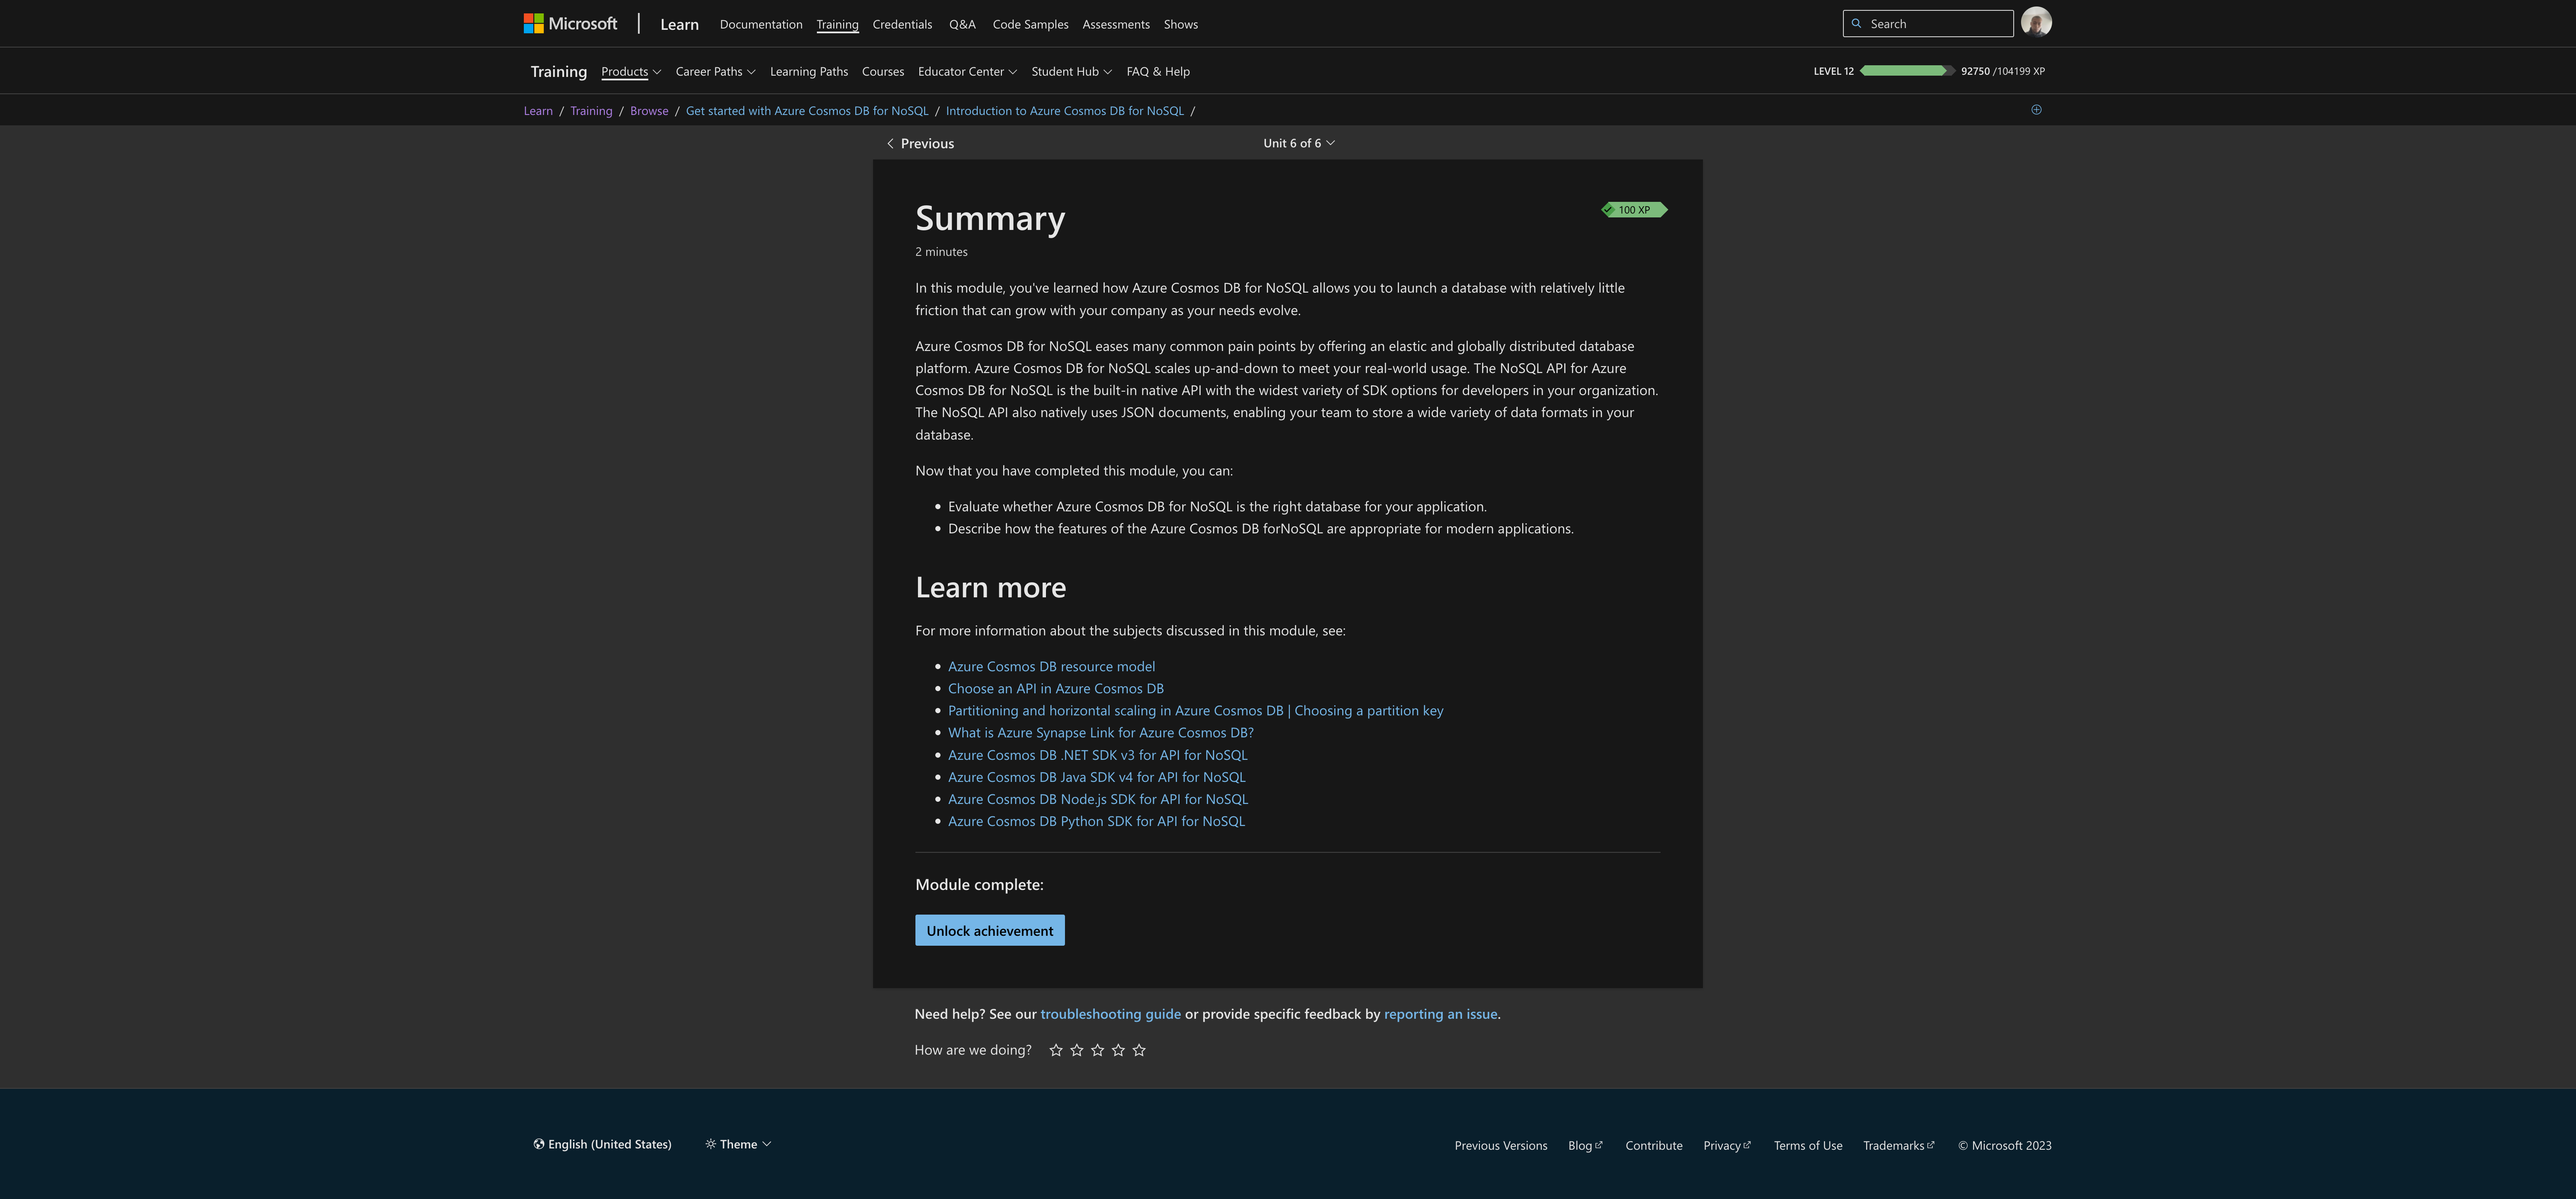 Microsoft Learn Documentation Training Credentials Q&A Code Samples Assessments Shows Search
Training Products Career Paths Learning Paths Courses Educator Center Student Hub FAQ & Help LEVEL 12 92750 /104199 XP
Learn / Training / Browse / Get started with Azure Cosmos DB for NoSQL / Introduction to Azure Cosmos DB for NoSQL /
Previous Unit 6 of 6
Summary
100 XP
2 minutes
In this module, you've learned how Azure Cosmos DB for NoSQL allows you to launch a database with relatively little
friction that can grow with your company as your needs evolve.
Azure Cosmos DB for NoSQL eases many common pain points by offering an elastic and globally distributed database
platform. Azure Cosmos DB for NoSQL scales up-and-down to meet your real-world usage. The NoSQL API for Azure
Cosmos DB for NoSQL is the built-in native API with the widest variety of SDK options for developers in your organization.
The NoSQL API also natively uses JSON documents, enabling your team to store a wide variety of data formats in your
database.
Now that you have completed this module, you can:
• Evaluate whether Azure Cosmos DB for NoSQL is the right database for your application.
• Describe how the features of the Azure Cosmos DB forNoSQL are appropriate for modern applications.
Learn more
For more information about the subjects discussed in this module, see:
• Azure Cosmos DB resource model
• Choose an API in Azure Cosmos DB
• Partitioning and horizontal scaling in Azure Cosmos DB | Choosing a partition key
• What is Azure Synapse Link for Azure Cosmos DB?
• Azure Cosmos DB .NET SDK v3 for API for NoSQL
• Azure Cosmos DB Java SDK v4 for API for NoSQL
• Azure Cosmos DB Node.js SDK for API for NoSQL
• Azure Cosmos DB Python SDK for API for NoSQL
Module complete:
Unlock achievement
Need help? See our troubleshooting guide or provide specific feedback by reporting an issue.
How are we doing?
English (United States) Theme Previous Versions Blog Contribute Privacy Terms of Use Trademarks © Microsoft 2023